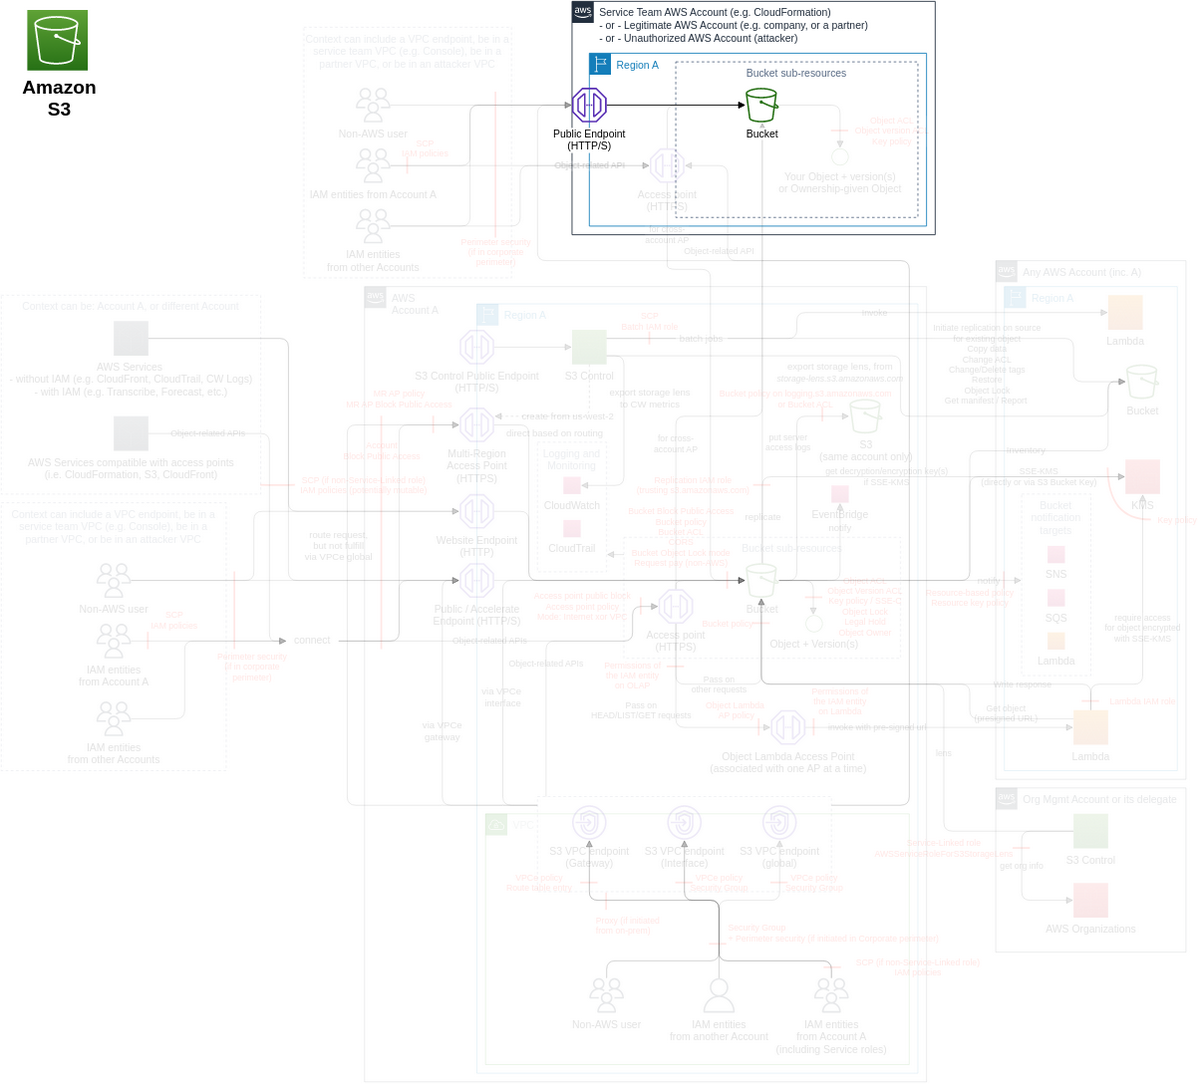 Amazon
S3
Service Team AWS Account (e.g. CloudFormation)
- or - Legitimate AWS Account (e.g. company, or a partner)
- or - Unauthorized AWS Account (attacker)
aws
Region A
Bucket sub-resources
Public Endpoint
(HTTP/S)
Bucket
Object ACL
Object version
Key policy
Your Object + version(s)
or Ownership-given Object
Object-related API
Access point
(HTTPS)
for cross-
account AP
Object-related API
Context can include a VPC endpoint, be in a
service team VPC (e.g. Console), be in a
partner VPC, or be in an attacker VPC
Non-AWS user
SCP
IAM policies
IAM entities from Account A
IAM entities
from other Accounts
Perimeter security
(if in corporate
perimeter)
Context can be: Account A, or different Account
AWS Services
- without IAM (e.g. CloudFront, CloudTrail, CW Logs)
- with IAM (e.g. Transcribe, Forecast, etc.)
Object-related APIs
AWS Services compatible with access points
(i.e. CloudFormation, S3, CloudFront)
SCP (if non-Service-Linked role)
Context can include a VPC endpoint, be in a
service team VPC (e.g. Console), be in a
partner VPC, or be in an attacker VPC
Non-AWS user
SCP
IAM policies
IAM entities
from Account A
Perimeter security
(if in corporate
perimeter)
IAM entities
from other Accounts
connect
route request,
but not fulfill
via VPCe global
aws
AWS
Account A
Region A
S3 Control Public Endpoint
(HTTP/S)
S3 Control
SCP
Batch IAM role
batch jobs
invoke
export storage lens
to CW metrics
export storage lens, from
storage-lens.s3.amazonaws.com
MR AP policy
MR AP Block Public Access
Account
Block Public Access
create from us-west-2
direct based on routing
Multi-Region
Access Point
(HTTPS)
Website Endpoint
(HTTP)
Public / Accelerate
Endpoint (HTTP/S)
Logging and
Monitoring
CloudWatch
CloudTrail
for cross-
account AP
put server
access logs
Bucket policy on logging.s3.amazonaws.com
or bucket ACL
S3
(same account only)
get decryption/encryption key(s)
if SSE-KMS
Replication IAM role
replicate
EventBridge
notify
Bucket Block Public Access
Bucket policy
Bucket ACL
CORS
Bucket Object Lock mode
Request pay (non-AWS)
Bucket sub-resources
Bucket
Object ACL
Object Version ACL
Key policy / SSE-C
Object Lock
Legal Hold
Object Owner
Object + Version(s)
Access point public block
Access point policy
Mode: Internet or VPC
Bucket policy
Access point
(HTTPS)
Object-related APIs
Object-related APIs
via VPCe
interface
via VPCe
gateway
Permissions of
the IAM entity
on OLAP
Pass on
other requests
Pass on
HEAD/LIST/GET requests
Object Lambda
AP policy
Permissions of
the IAM entity
on Lambda
invoke with pre-signed url
Object Lambda Access Point
(associated with one AP at a time)
Write response
Get object
(presigned URL)
lens
aws
Any AWS Account (inc. A)
Region A
Lambda
Initiate replication on source
for existing object
Copy data
Change ACL
Change/Delete tags
Restore
Object Lock
Get manifest / Report
Bucket
inventory
SSE-KMS
(directly or via S3 Bucket Key)
KMS
Key policy
Bucket
notification
targets
SNS
SQS
Lambda
notify
Resource-based policy
Resource key policy
require access
for object encrypted
with SSE-KMS
Lambda IAM role
Lambda
aws
Org Mgmt Account or its delegate
S3 Control
Service-Linked role
get org info
AWS Organizations
VPC
S3 VPC endpoint
(Gateway)
S3 VPC endpoint
(Interface)
S3 VPC endpoint
(global)
VPCe policy
Route table entry
VPCe policy
Security Group
VPCe policy
Security Group
Proxy (if initiated
from on-prem)
Security Group
+ Perimeter security (if initiated in Corporate perimeter)
SCP (if non-Service-Linked role)
IAM policies
Non-AWS user
IAM entities
from another Account
IAM entities
from Account A
(including Service roles)